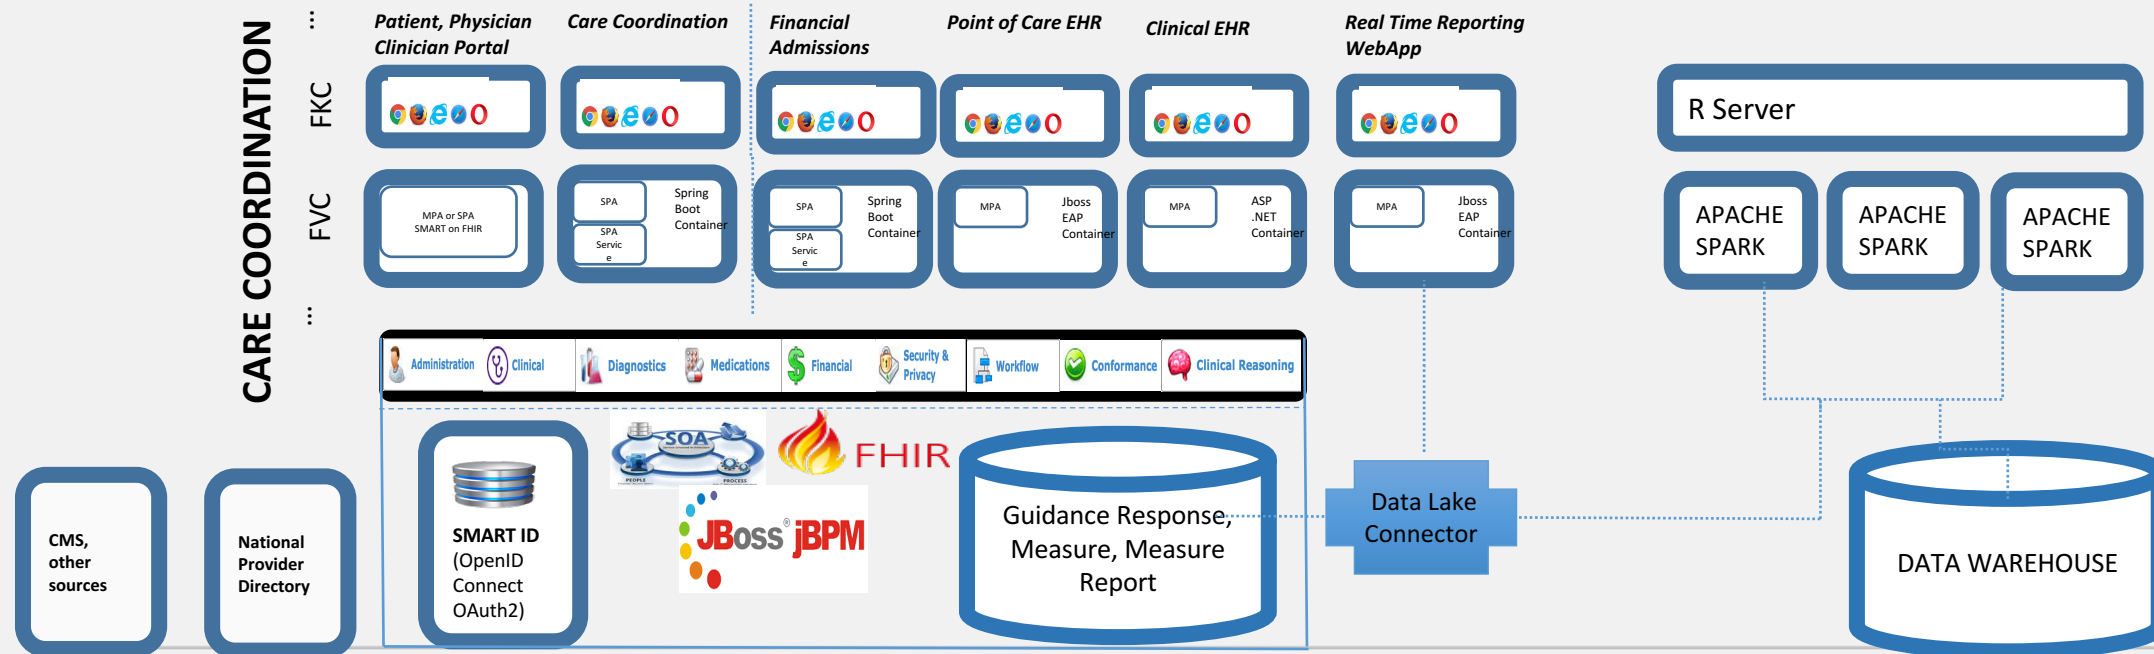 CARE COORDINATION
...
FKC
FVC
...
Patient, Physician
Clinician Portal
Care Coordination
Financial
Admissions
Point of Care EHR
Clinical EHR
Real Time Reporting
WebApp
R Server
MPA or SPA
SMART on FHIR
SPA
SPA
Servic
e
Spring
Boot
Container
SPA
SPA
Servic
e
Spring
Boot
Container
MPA
Jboss
EAP
Container
MPA
ASP
.NET
Container
MPA
Jboss
EAP
Container
APACHE
SPARK
APACHE
SPARK
APACHE
SPARK
Administration
Clinical
Diagnostics
Medications
Financial
Security &
Privacy
Workflow
Conformance
Clinical Reasoning
CMS,
other
sources
National
Provider
Directory
SMART ID
(OpenID
Connect
OAuth2)
SOA
PEOPLE
PROCESS
FHIR
JBoss® jBPM
Guidance Response,
Measure, Measure
Report
Data Lake
Connector
DATA WAREHOUSE